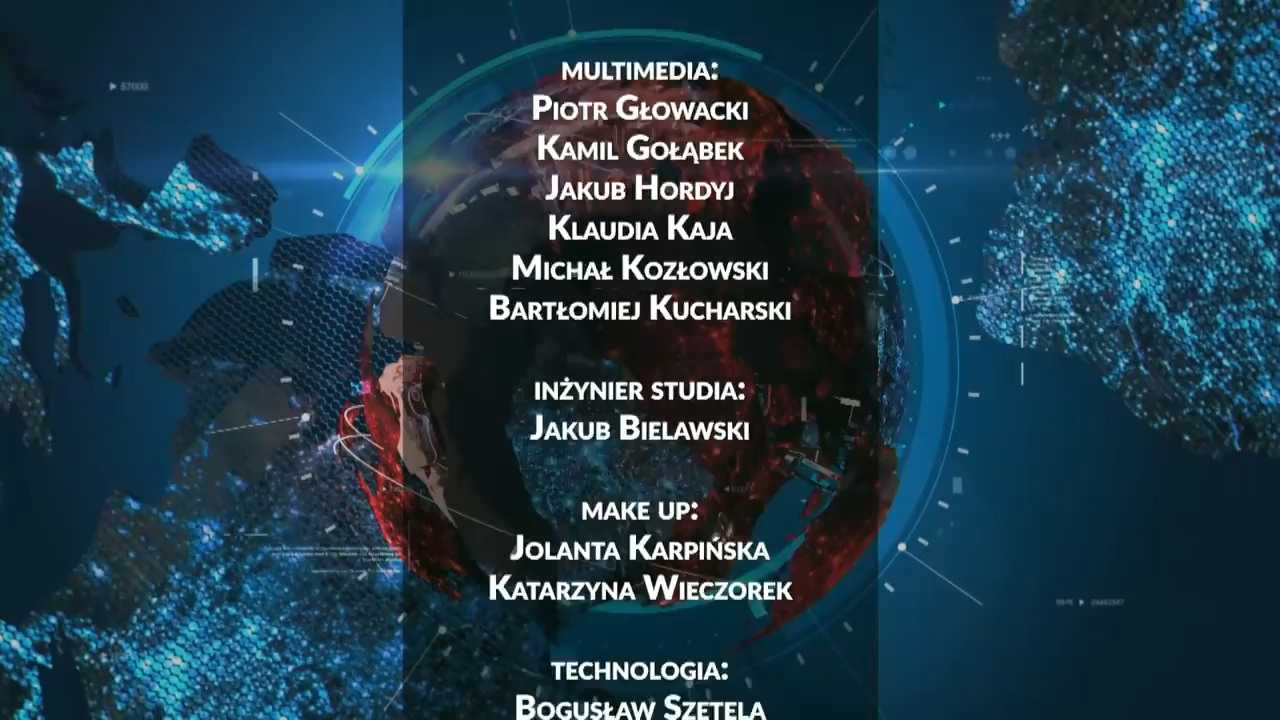 MULTIMEDIA:
PIOTR GŁOWACKI
KAMIL GOŁĄBEK
JAKUB HORDYJ
KLAUDIA KAJA
MICHAŁ KOZŁOWSKI
BARTŁOMIEJ KUCHARSKI
INŻYNIER STUDIA:
JAKUB BIELAWSKI
MAKE UP:
JOLANTA KARPIŃSKA
KATARZYNA WIECZOREK
TECHNOLOGIA:
BOGUSŁAW SZETELA